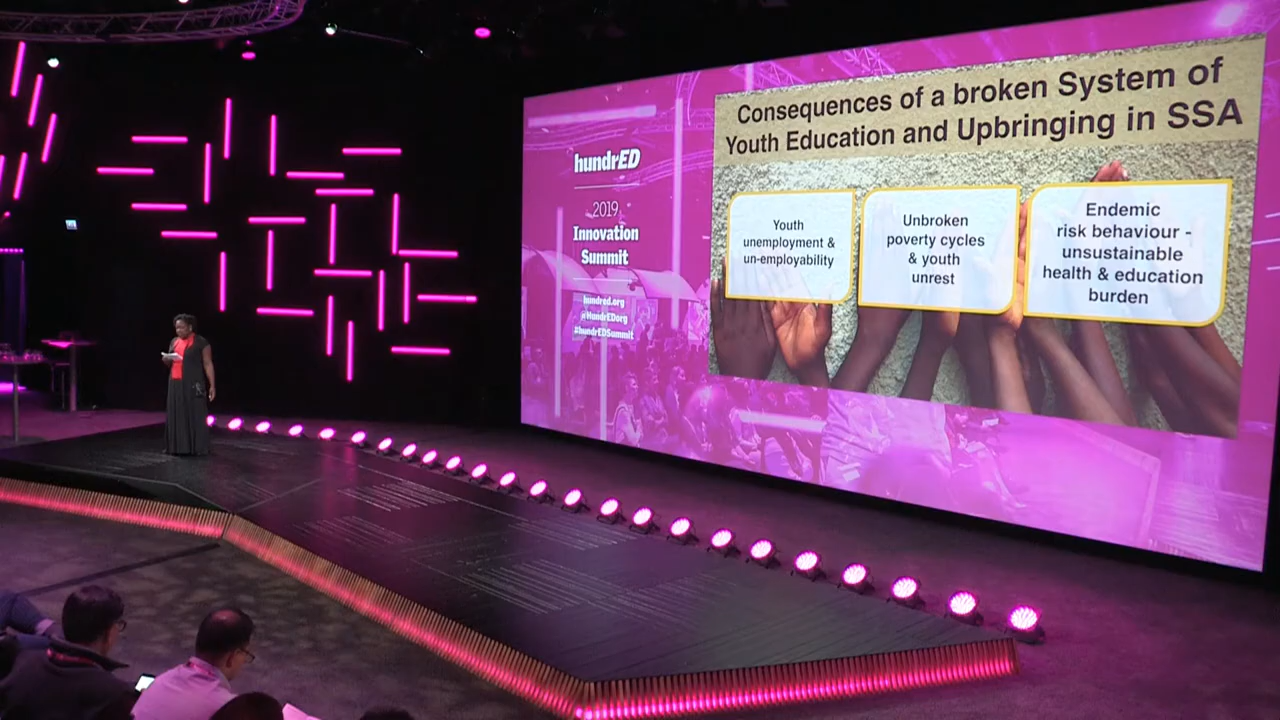 hundrED
2019
Innovation
Summit
hundred.org
@HundrEDorg
#hundrEDSummit
Consequences of a broken System of
Youth Education and Upbringing in SSA
Youth
unemployment &
un-employability
Unbroken
poverty cycles
& youth
unrest
Endemic
risk behaviour -
unsustainable
health & education
burden